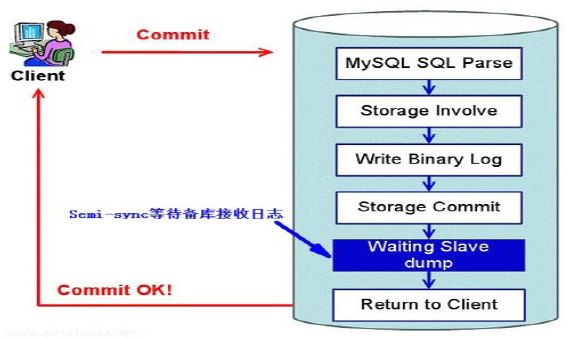 Commit
Client
MySQL SQL Parse
Storage Involve
Write Binary Log
Storage Commit
Semi-sync等待备库接收日志
Waiting Slave
dump
Commit OK!
Return to Client